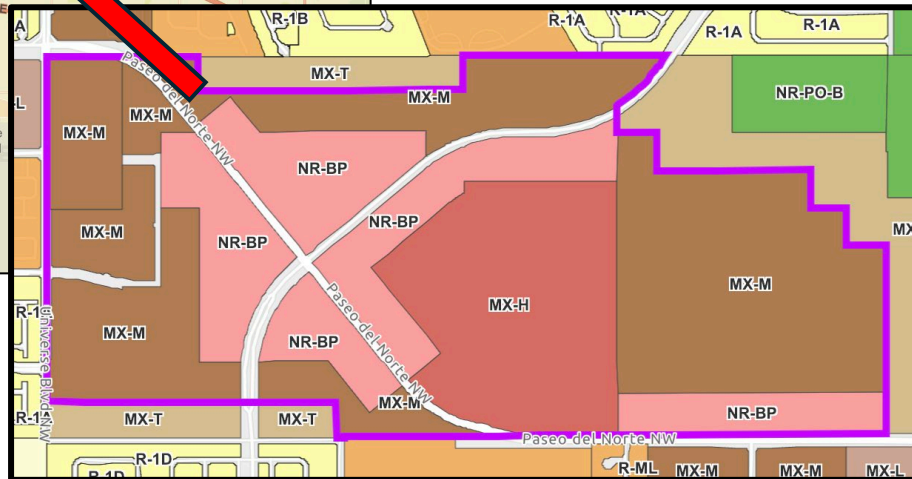 R-1B
R-1A
R-1A
R-1A
A
MX-T
MX-M
NR-PO-B
L
MX-M
MX-M
Paseo del Norte NW
NR-BP
NR-BP
NR-BP
MX-M
MX
MX-M
MX-H
Paseo del Norte NW
R-1
MX-M
NR-BP
Universe Blvd NW
MX-M
NR-BP
R-1
MX-T
MX-T
Paseo del Norte NW
R-1D
R-1D
R-ML
MX-M
MX-M
MX-L